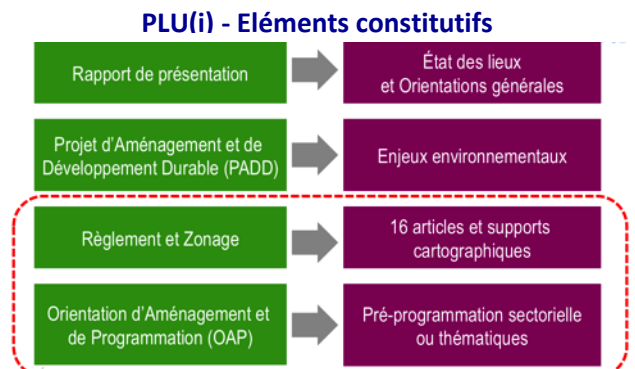 PLU(i) - Eléments constitutifs
Rapport de présentation
État des lieux
et Orientations générales
Projet d'Aménagement et de
Développement Durable (PADD)
Enjeux environnementaux
Règlement et Zonage
16 articles et supports
cartographiques
Orientation d'Aménagement et
de Programmation (OAP)
Pré-programmation sectorielle
ou thématiques